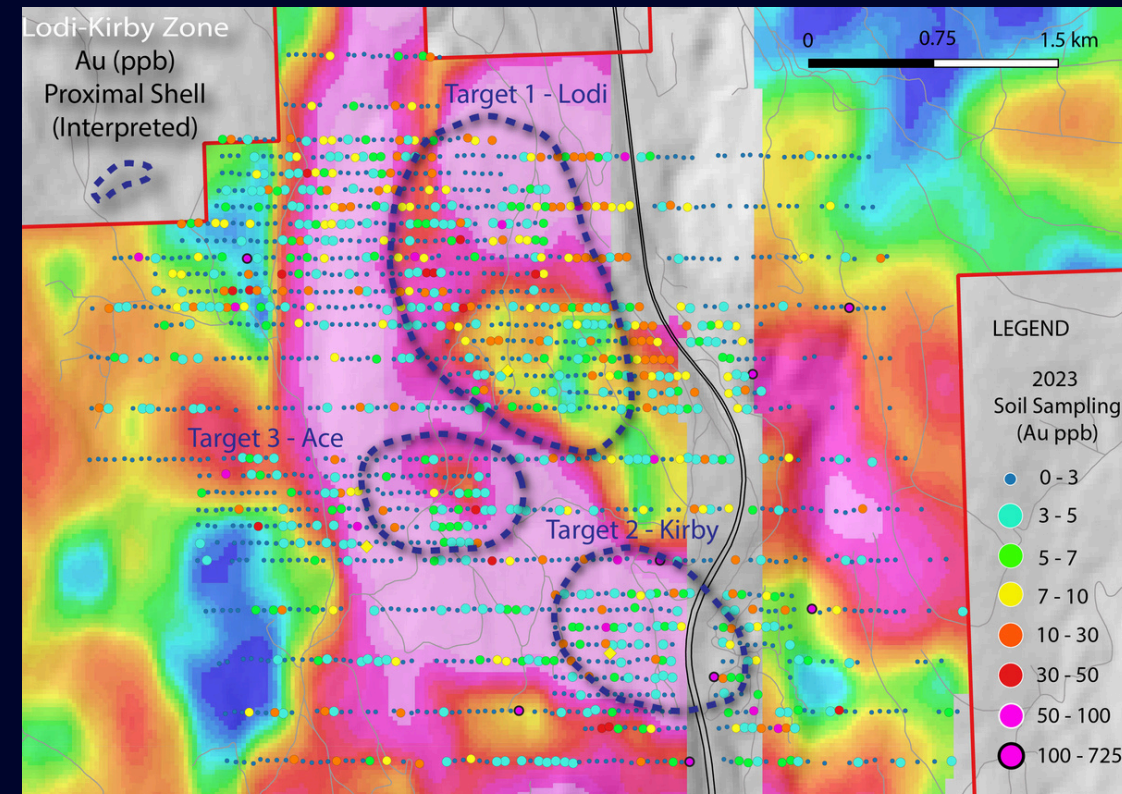 Lodi-Kirby Zone
Au (ppb)
Proximal Shell
(Interpreted)
0 0.75 1.5 km
Target 1 - Lodi
Target 3 - Ace
Target 2 - Kirby
LEGEND
2023
Soil Sampling
(Au ppb)
0 - 3
3 - 5
5 - 7
7 - 10
10 - 30
30 - 50
50 - 100
100 - 725